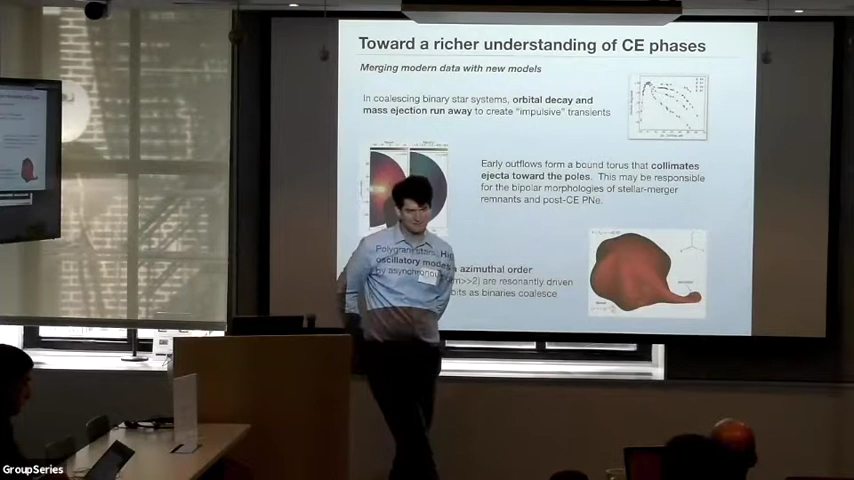 Toward a richer understanding of CE phases
Merging modern data with new models
In coalescing binary star systems, orbital decay and
mass ejection run away to create "impulsive" transients
Early outflows form a bound torus that collimates
ejecta toward the poles. This may be responsible
for the bipolar morphologies of stellar-merger
remnants and post-CE PNe.
Polygram stars: azimuthal order
oscillatory modes (m>>2] are resonantly driven
by asynchronous as binaries coalesce
GroupSeries